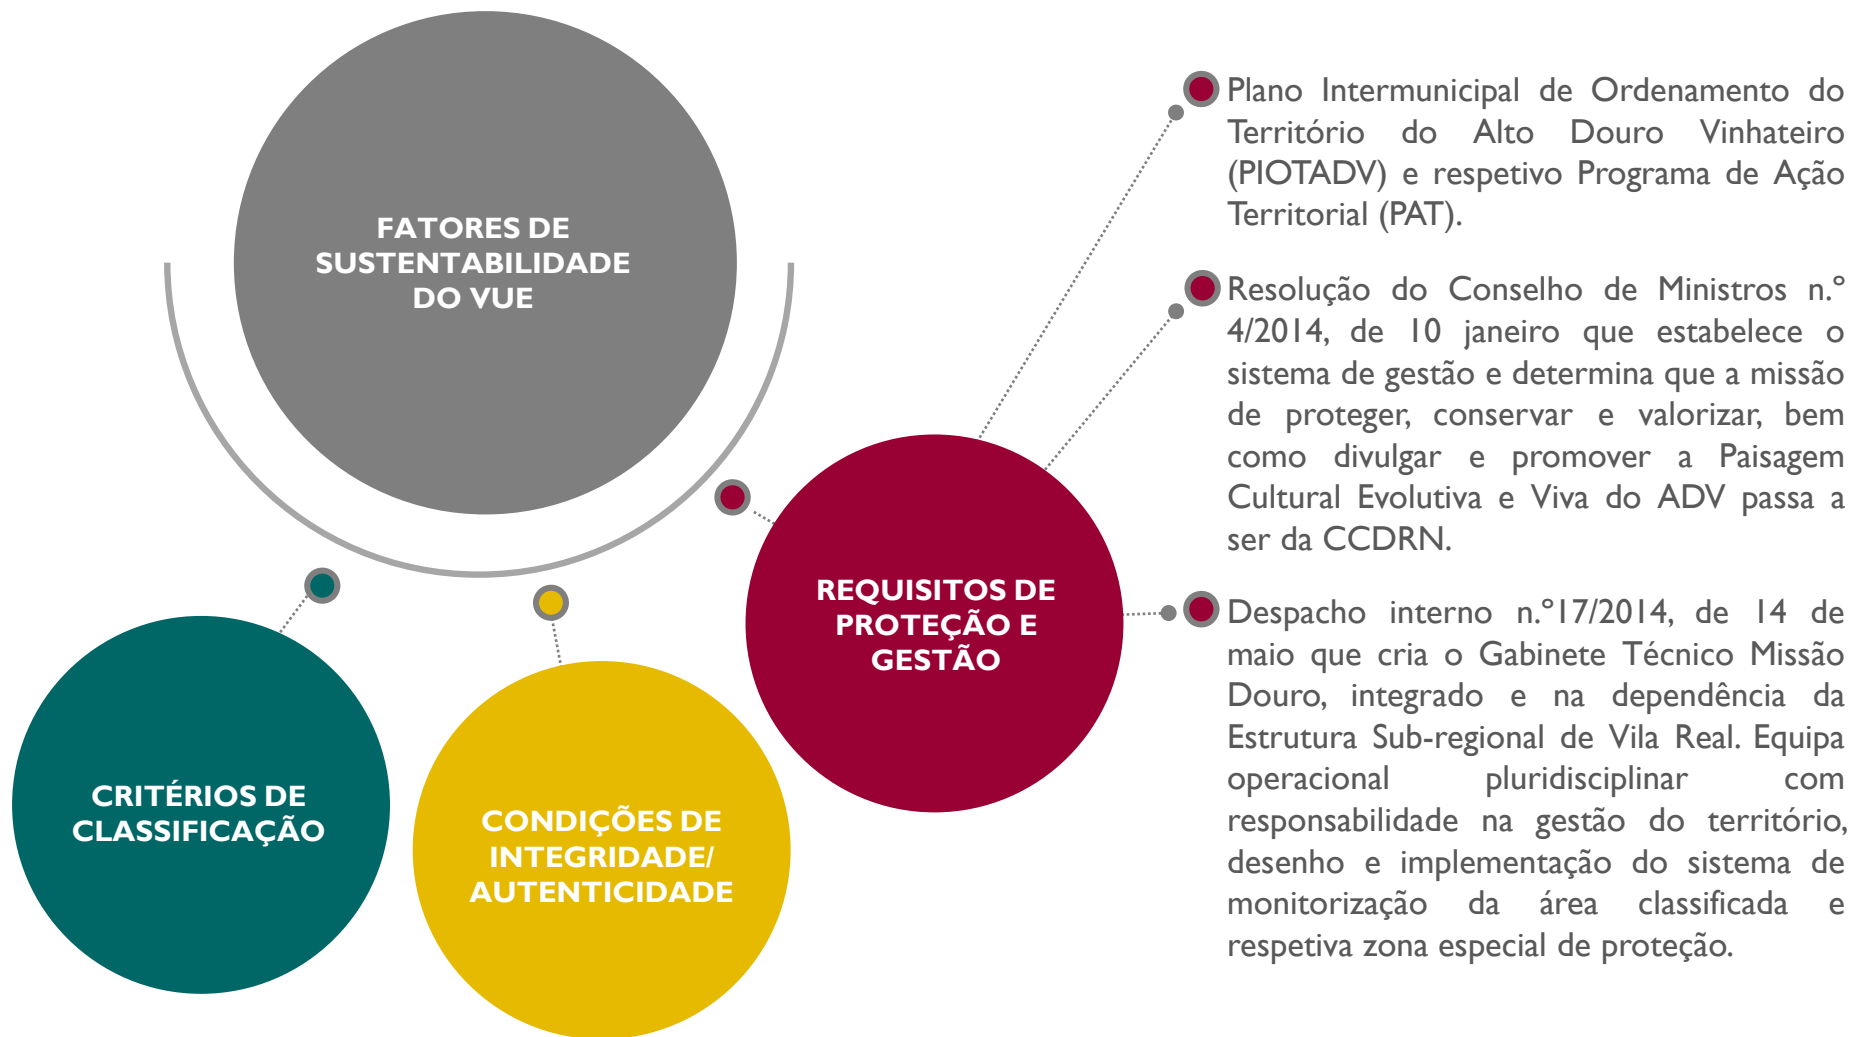 FATORES DE
SUSTENTABILIDADE
DO VUE
CRITÉRIOS DE
CLASSIFICAÇÃO
CONDIÇÕES DE
INTEGRIDADE/
AUTENTICIDADE
REQUISITOS DE
PROTEÇÃO E
GESTÃO
Plano Intermunicipal de Ordenamento do
Território do Alto Douro Vinhateiro
(PIOTADV) e respetivo Programa de Ação
Territorial (PAT).
Resolução do Conselho de Ministros n.º
4/2014, de 10 janeiro que estabelece o
sistema de gestão e determina que a missão
de proteger, conservar e valorizar, bem
como divulgar e promover a Paisagem
Cultural Evolutiva e Viva do ADV passa a
ser da CCDRN.
Despacho interno n.º17/2014, de 14 de
maio que cria o Gabinete Técnico Missão
Douro, integrado e na dependência da
Estrutura Sub-regional de Vila Real. Equipa
operacional pluridisciplinar com
responsabilidade na gestão do território,
desenho e implementação do sistema de
monitorização da área classificada e
respetiva zona especial de proteção.